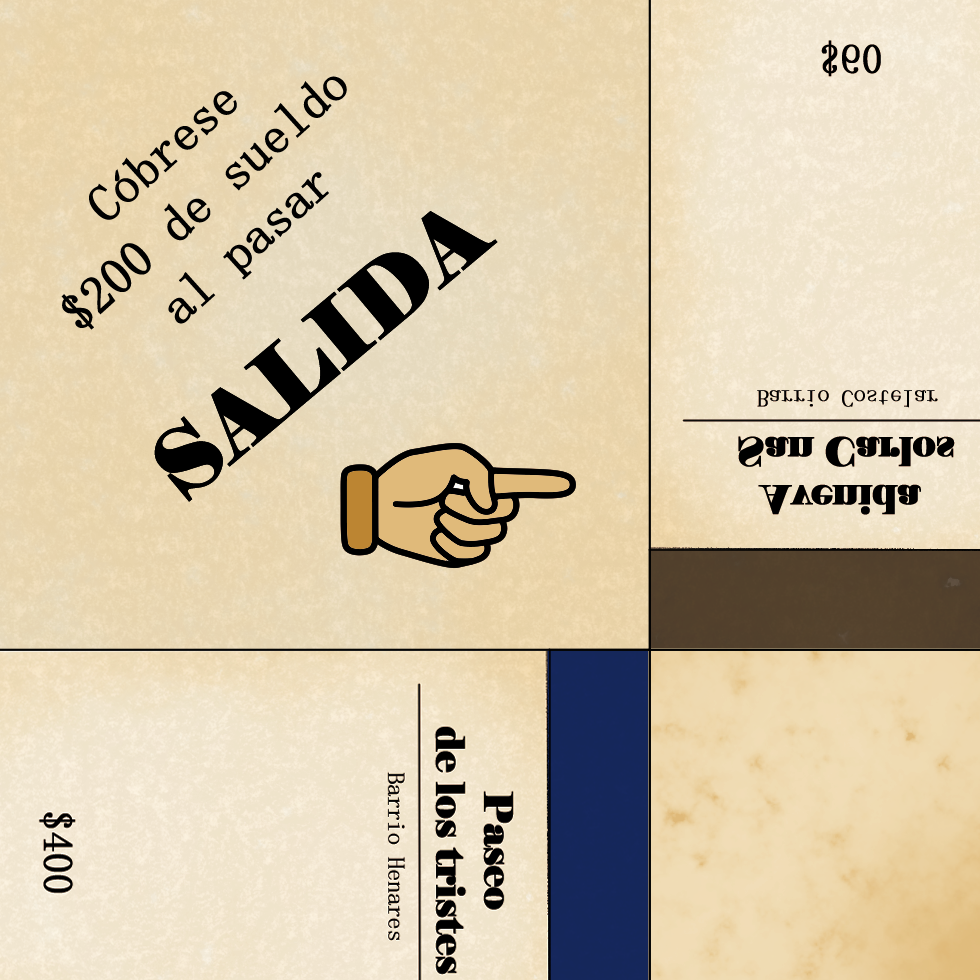 Cóbrese
$200 de sueldo
al pasar
SALIDA
$60
Barrio Costelar
San Carlos
Avenida
Paseo
de los tristes
Barrio Henares
$400